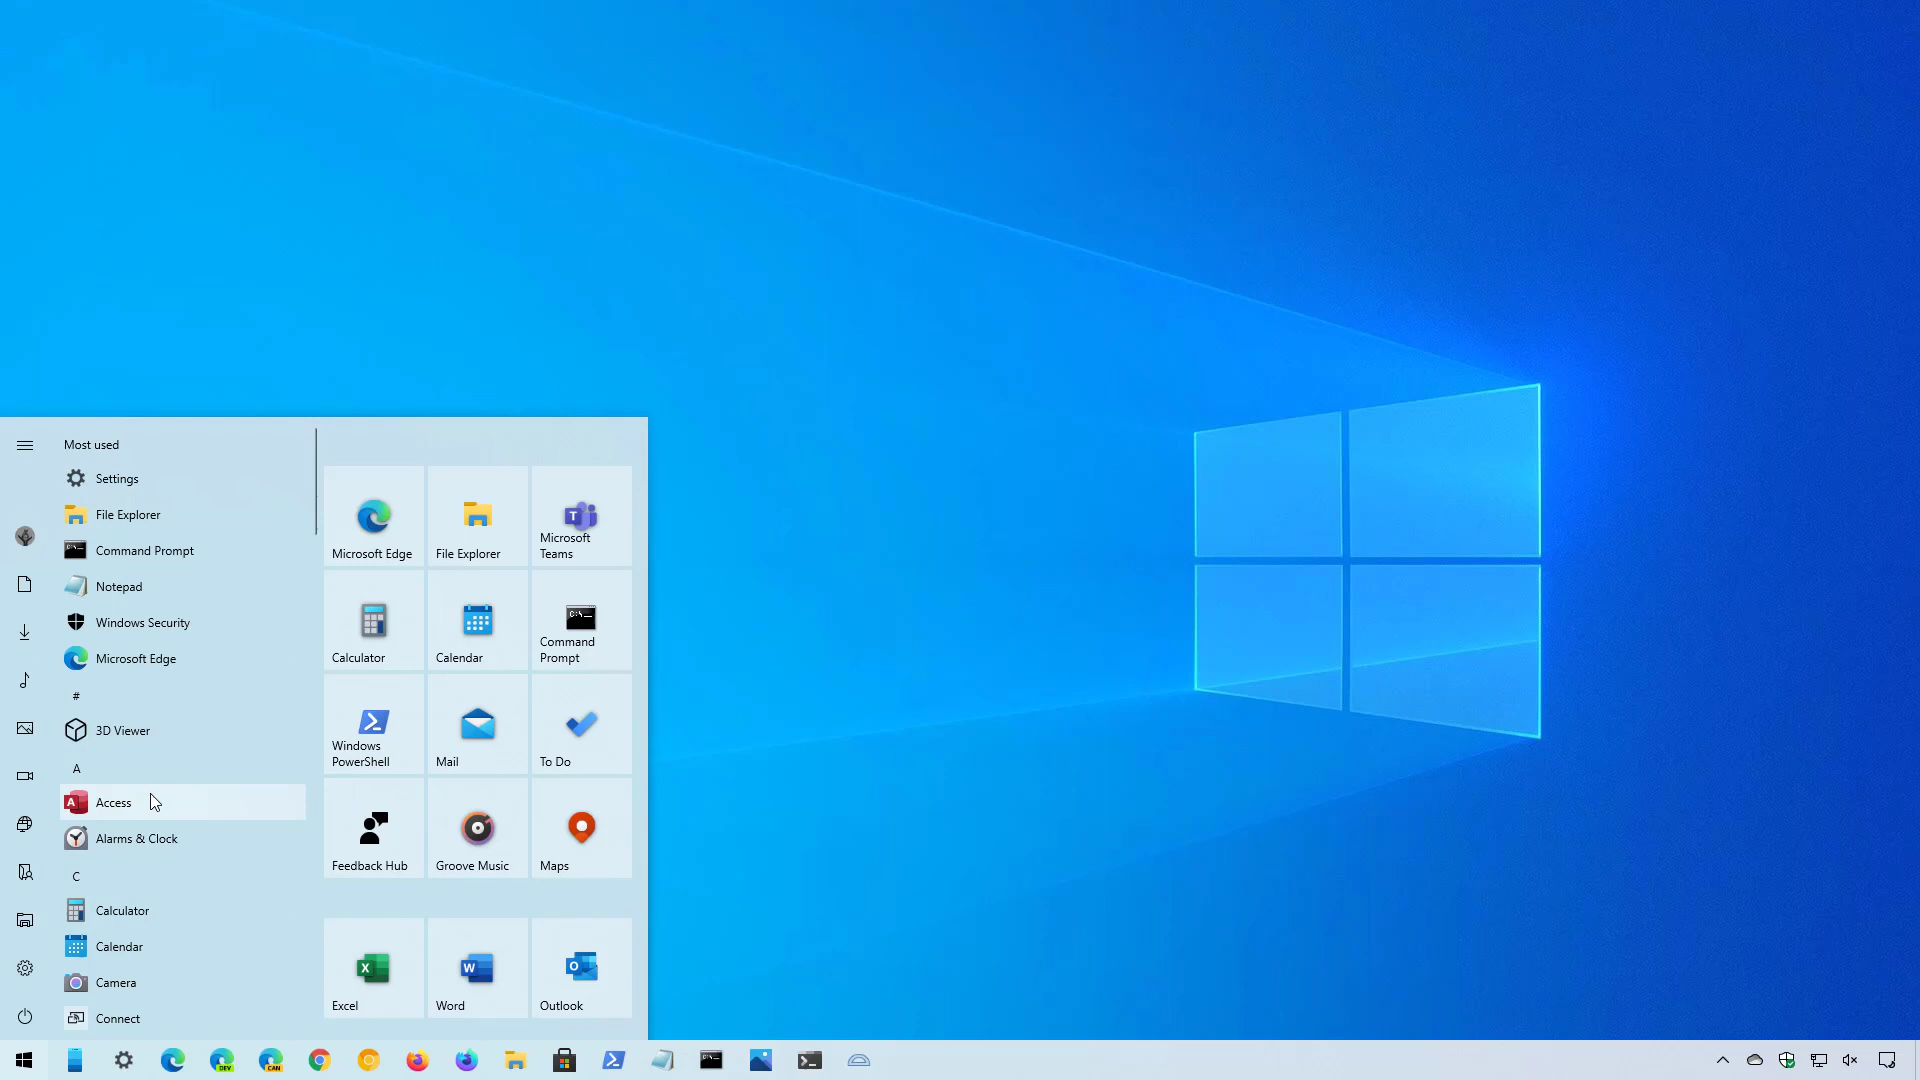 Most used
Settings
File Explorer
Command Prompt
Notepad
Windows Security
Microsoft Edge
#
3D Viewer
A
Access
Alarms & Clock
C
Calculator
Calendar
Camera
Connect
Microsoft Edge
File Explorer
Microsoft
Teams
Calculator
Calendar
Command
Prompt
Windows
PowerShell
Mail
To Do
Feedback Hub
Groove Music
Maps
Excel
Word
Outlook
DEV
CAN